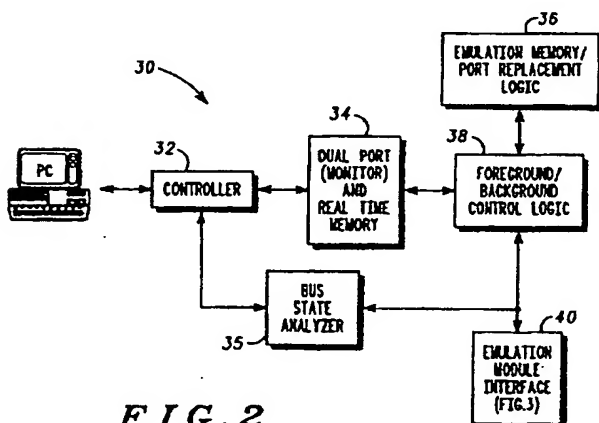 36
EMULATION MEMORY/
PORT REPLACEMENT
LOGIC
30
34
38
32
PC
CONTROLLER
DUAL PORT
(MONITOR)
AND
REAL TIME
MEMORY
FOREGROUND/
BACKGROUND
CONTROL LOGIC
BUS
STATE
ANALYZER
35
40
EMULATION
MODULE
INTERFACE
(FIG.3)
FIG.2